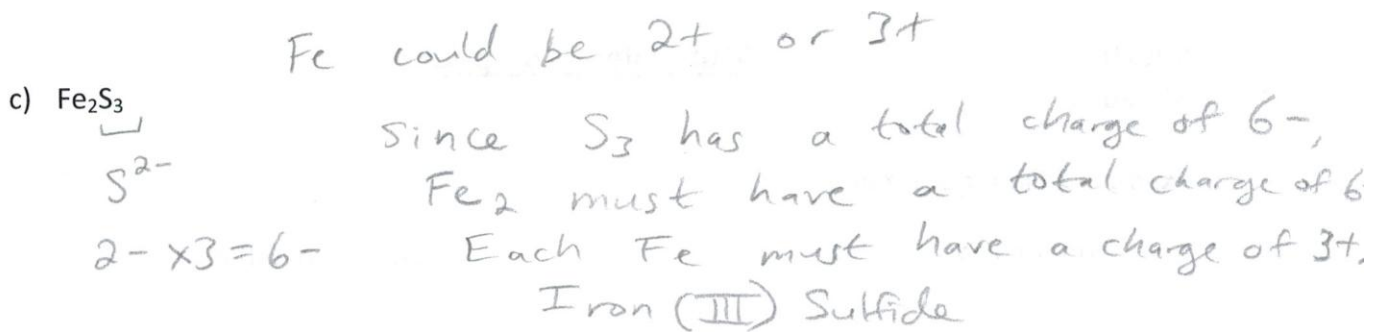 Fe could be 2+ or 3+
c) Fe₂S₃
Since S₃ has a total charge of 6-,
S²⁻
Fe₂ must have a total charge of 6
2- x3 = 6-
Each Fe must have a charge of 3+.
Iron (III) Sulfide